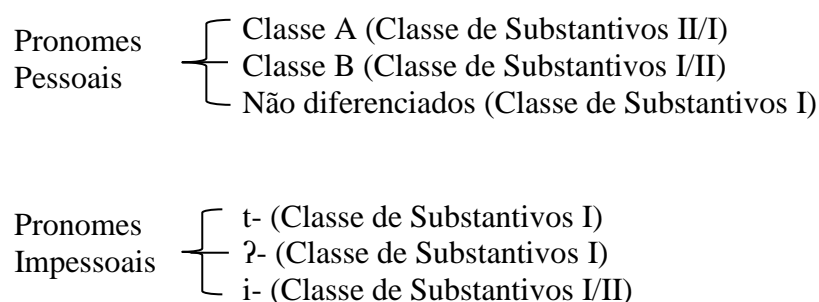 Pronomes Pessoais
Classe A (Classe de Substantivos II/I)
Classe B (Classe de Substantivos I/II)
Não diferenciados (Classe de Substantivos I)
Pronomes Impessoais
t- (Classe de Substantivos I)
ʔ- (Classe de Substantivos I)
i- (Classe de Substantivos I/II)